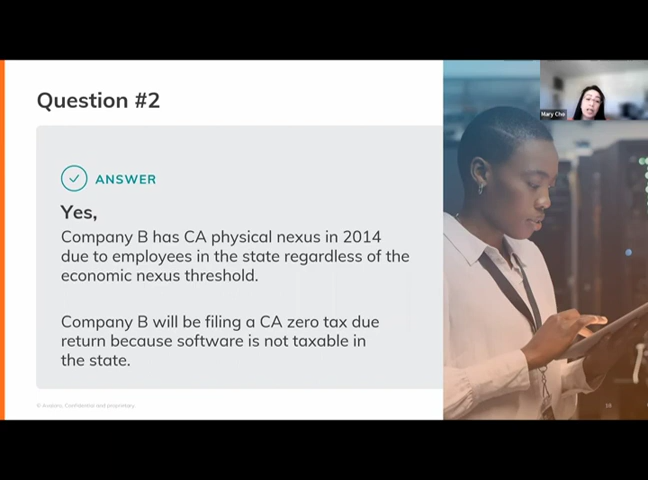 Question #2
ANSWER
Yes,
Company B has CA physical nexus in 2014
due to employees in the state regardless of the
economic nexus threshold.
Company B will be filing a CA zero tax due
return because software is not taxable in
the state.
© Avalara. Confidential and proprietary.
Mary Choi